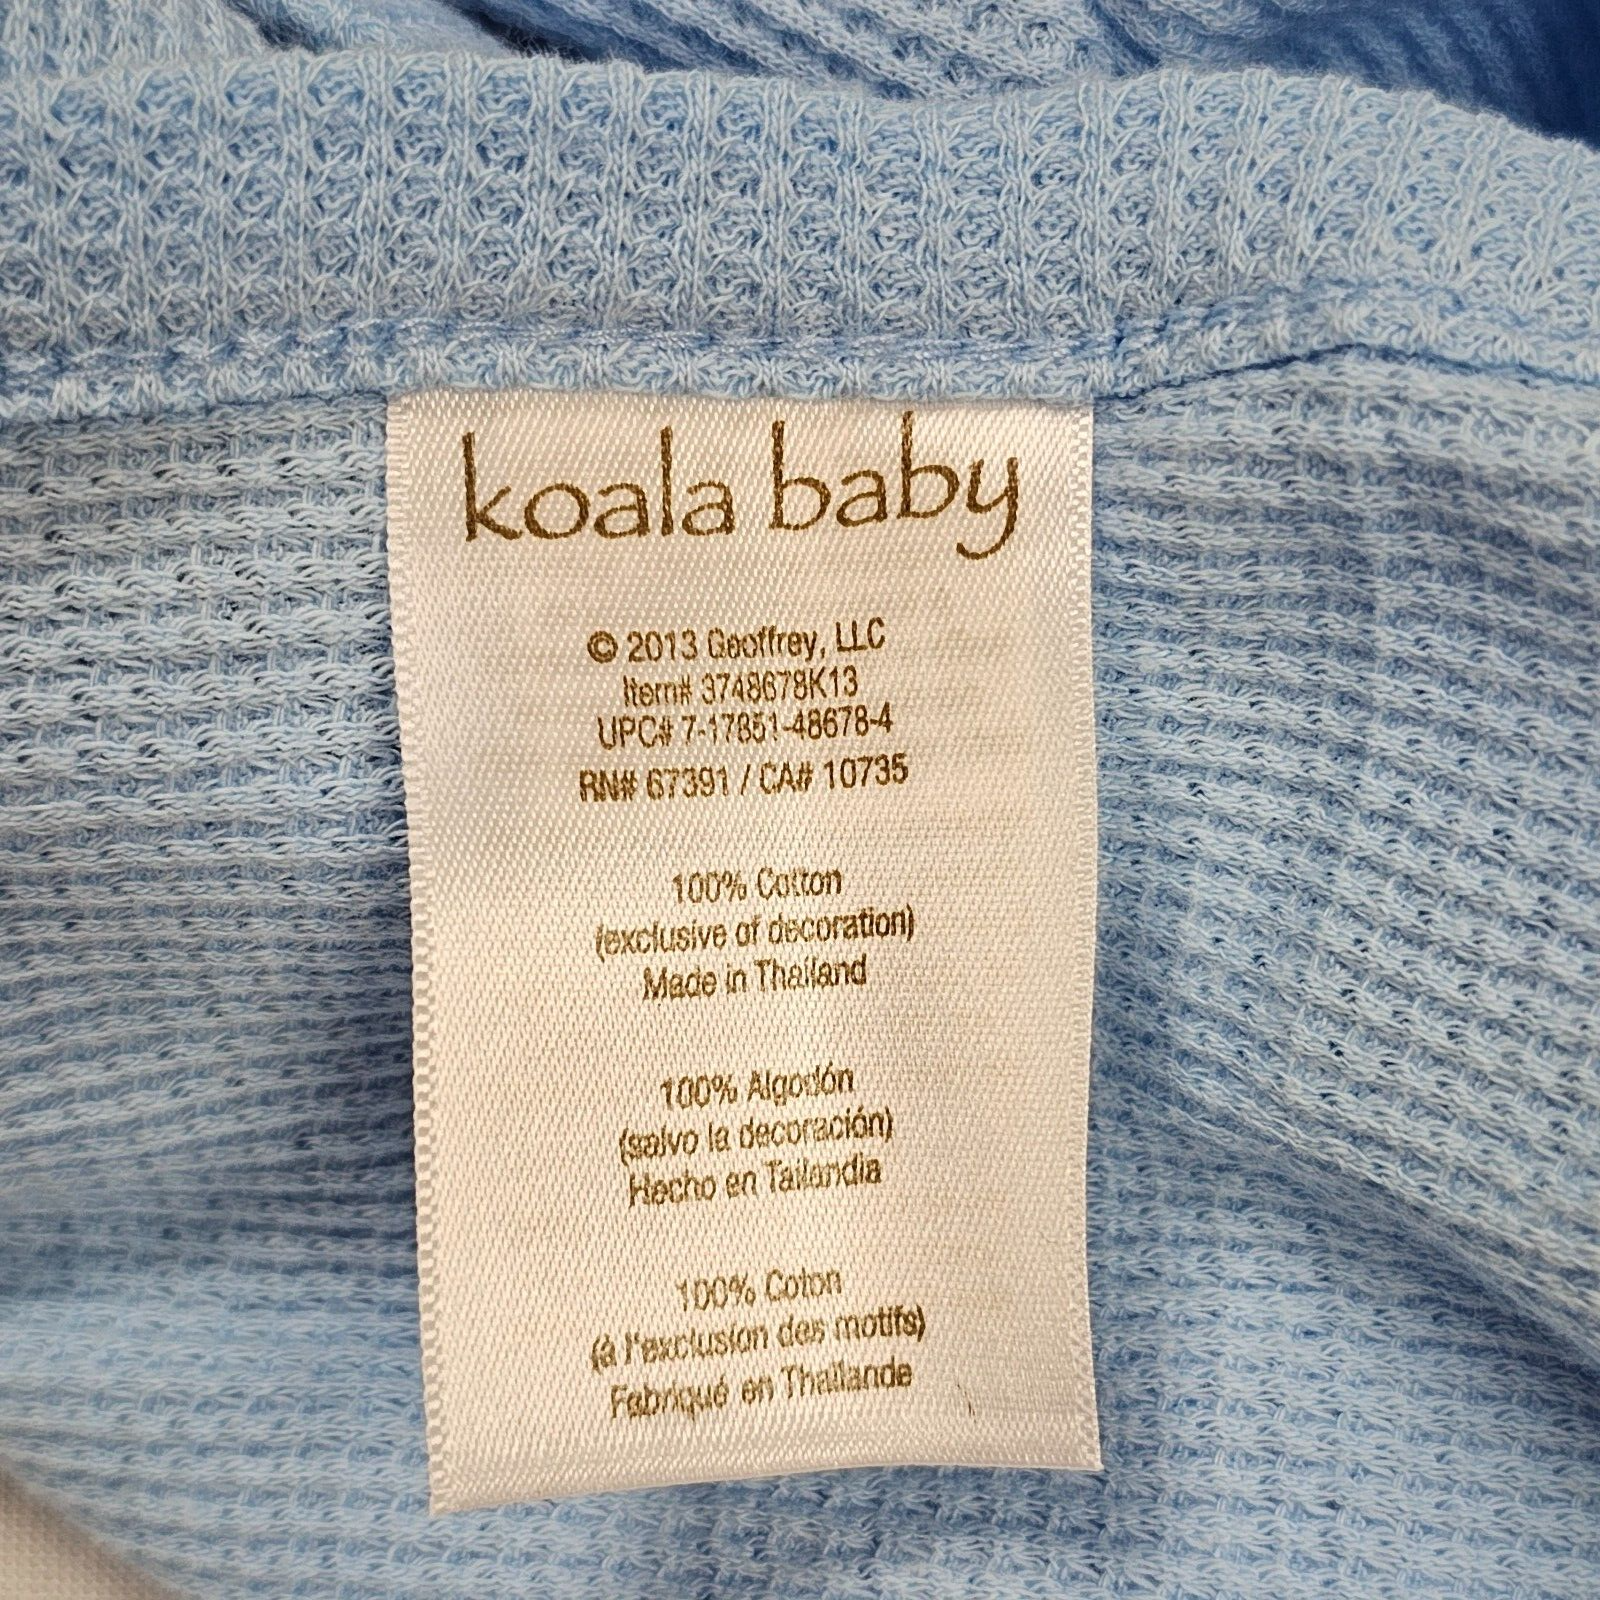 koala baby
© 2013 Geoffrey, LLC
Item# 3748678K13
UPC# 7-17851-48678-4
RN# 67391 / CA# 10735
100% Cotton
(exclusive of decoration)
Made in Thailand
100% Algodón
(salvo la decoración)
Hecho en Tailandia
100% Coton
(à l'exclusion des motifs)
Fabriqué en Thaïlande